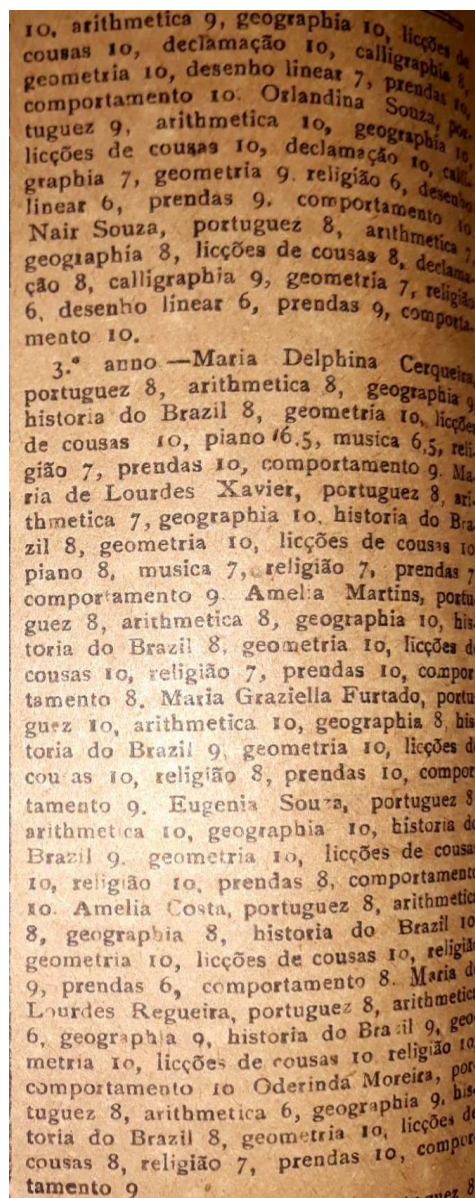 10, arithmetica 9, geographia 10, licções de
cousas 10, declamação 10, calligraphia 8,
geometria 10, desenho linear 7, prendas 10,
comportamento 10. Orlandina Souza, por-
tuguez 9, arithmetica 10, geographia 10,
licções de cousas 10, declamação 10, calli-
graphia 7, geometria 9, religião 6, desenho
linear 6, prendas 9, comportamento 10
Nair Souza, portuguez 8, arithmetica 7,
geographia 8, licções de cousas 8, declama-
ção 8, calligraphia 9, geometria 7, religião
6, desenho linear 6, prendas 9, comporta-
mento 10.
3.º anno —Maria Delphina Cerqueira,
portuguez 8, arithmetica 8, geographia 9
historia do Brazil 8, geometria 10, licções
de cousas 10, piano 6.5, musica 6,5, reli-
gião 7, prendas 10, comportamento 9. Ma-
ria de Lourdes Xavier, portuguez 8, ari-
thmetica 7, geographia 10, historia do Bra-
zil 8, geometria 10, licções de cousas 10
piano 8, musica 7, religião 7, prendas 7
comportamento 9. Amelia Martins, portu
guez 8, arithmetica 8, geographia 10, his-
toria do Brazil 8, geometria 10, licções de
cousas 10, religião 7, prendas 10, compor
tamento 8. Maria Graziella Furtado, portu
guez 10, arithmetica 10, geographia 8, his
toria do Brazil 9, geometria 10, licções de
cou as 10, religião 8, prendas 10, compor-
tamento 9. Eugenia Souza, portuguez 8,
arithmetica 10, geographia 10, historia do
Brazil 9. geometria 10, licções de cousas
10, religião 10, prendas 8, comportamento
10. Amelia Costa, portuguez 8, arithmetica
8, geographia 8, historia do Brazil 10
geometria 10, licções de cousas 10, religião
9, prendas 6, comportamento 8. Maria de
Lourdes Regueira, portuguez 8, arithmetica
6, geographia 9, historia do Brazil 9, geo-
metria 10, licções de cousas 10 religião 10,
comportamento 10 Oderinda Moreira, por-
tuguez 8, arithmetica 6, geographia 9, his-
toria do Brazil 8, geometria 10, licções de
cousas 8, religião 7, prendas 10, compor-
tamento 9